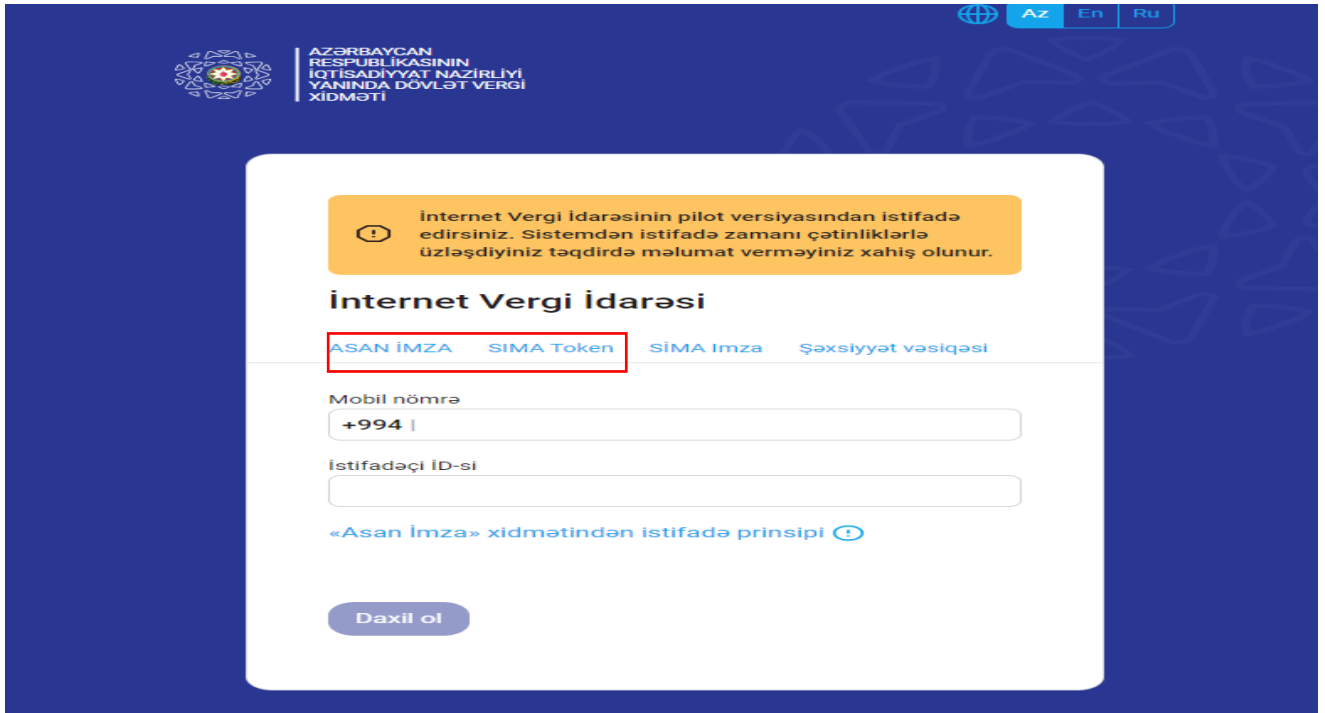 Az En Ru
AZƏRBAYCAN
RESPUBLİKASININ
İQTİSADİYYAT NAZİRLİYİ
YANINDA DÖVLƏT VERGİ
XİDMƏTİ
İnternet Vergi İdarəsinin pilot versiyasından istifadə
edirsiniz. Sistemdən istifadə zamanı çətinliklərlə
üzləşdiyiniz təqdirdə məlumat verməyiniz xahiş olunur.
İnternet Vergi İdarəsi
ASAN İMZA SIMA Token SİMA Imza Şəxsiyyət vəsiqəsi
Mobil nömrə
+994
İstifadəçi İD-si
«Asan İmza» xidmətindən istifadə prinsipi
Daxil ol